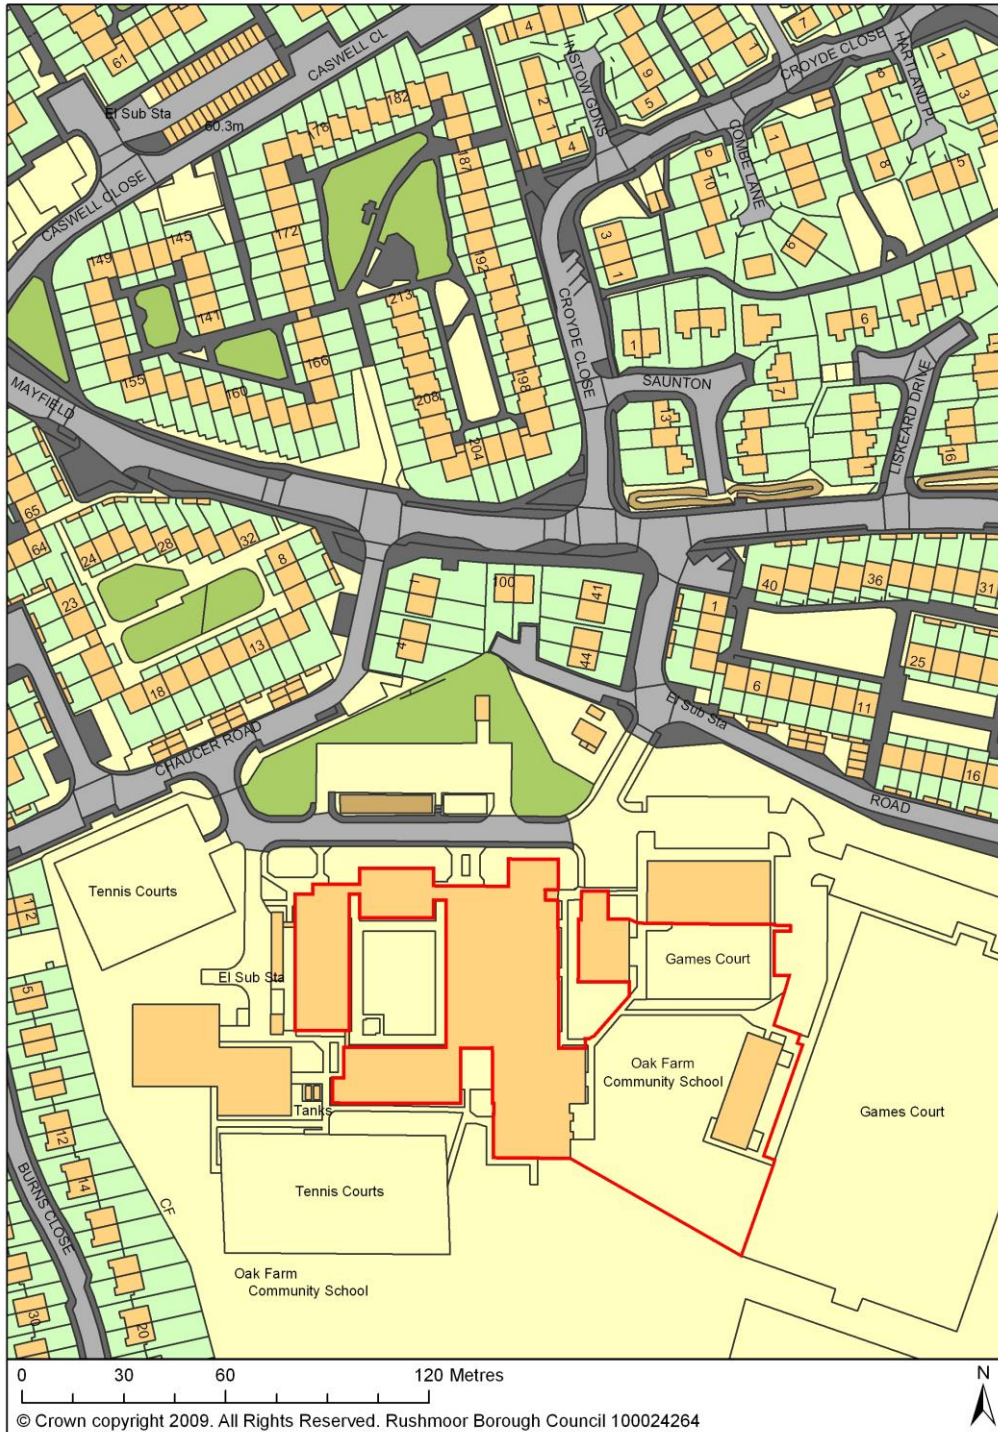 61
El Sub Sta
60.3m
CASWELL CL
CASWELL CLOSE
178
182
187
4
INSTOW GDNS
2
1
4
9
5
1
7
CROYDE CLOSE
HARTLAND PL
1
3
8
8
5
COMBE LANE
1
6
10
9
3
1
149
145
141
172
155
160
166
192
213
198
208
204
CROYDE CLOSE
1
SAUNTON
13
7
6
1
LISKEARD DRIVE
16
MAYFIELD
65
64
24
28
32
8
23
13
18
1
4
100
41
44
1
40
36
31
25
6
11
16
El Sub Sta
ROAD
CHAUCER ROAD
Tennis Courts
El Sub Sta
Games Court
Oak Farm
Community School
Games Court
Tanks
Tennis Courts
Oak Farm
Community School
1 2
5
12
14
20
30
BURNS CLOSE
CF
0 30 60 120 Metres
N
© Crown copyright 2009. All Rights Reserved. Rushmoor Borough Council 100024264